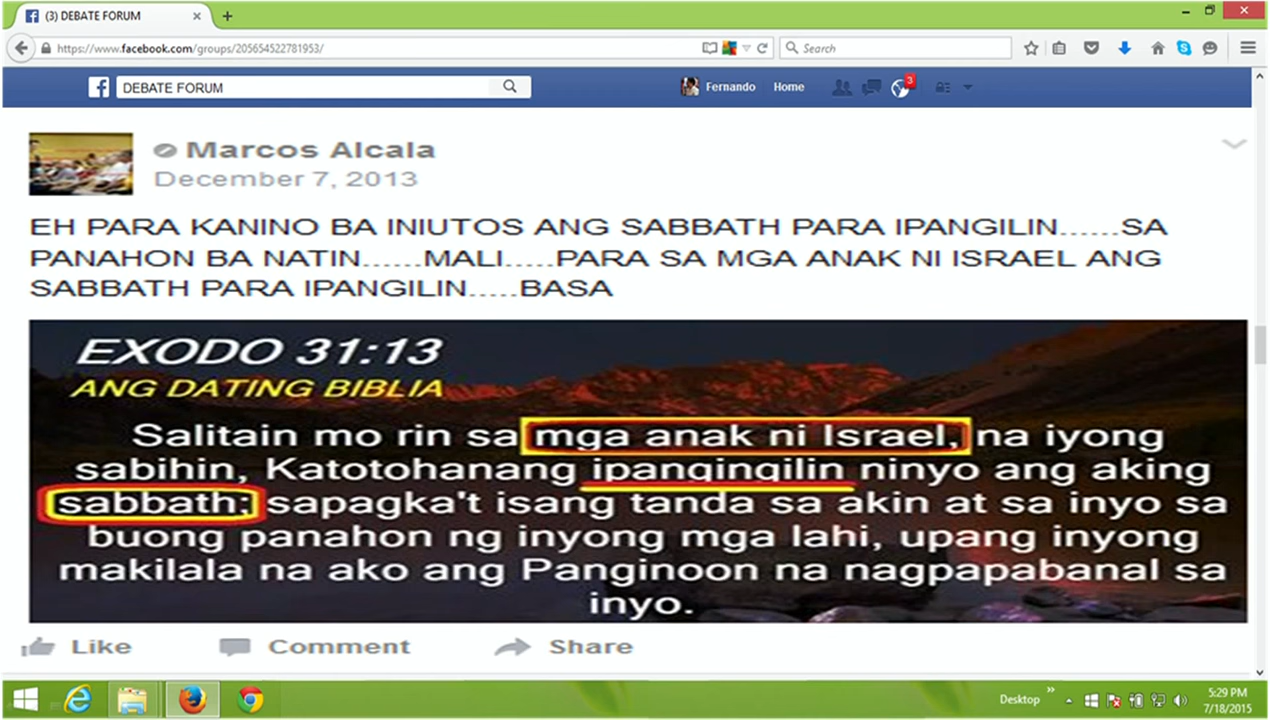 (3) DEBATE FORUM
https://www.facebook.com/groups/205654522781953/
Search
DEBATE FORUM
Fernando
Home
3
Marcos Alcala
December 7, 2013
EH PARA KANINO BA INIUTOS ANG SABBATH PARA IPANGILIN......SA
PANAHON BA NATIN......MALI.....PARA SA MGA ANAK NI ISRAEL ANG
SABBATH PARA IPANGILIN.....BASA
EXODO 31:13
ANG DATING BIBLIA
Salitain mo rin sa mga anak ni Israel, na iyong
sabihin, Katotohanang ipangingilin ninyo ang aking
sabbath; sapagka't isang tanda sa akin at sa inyo sa
buong panahon ng inyong mga lahi, upang inyong
makilala na ako ang Panginoon na nagpapabanal sa
inyo.
Like
Comment
Share
Desktop
5:29 PM
7/18/2015